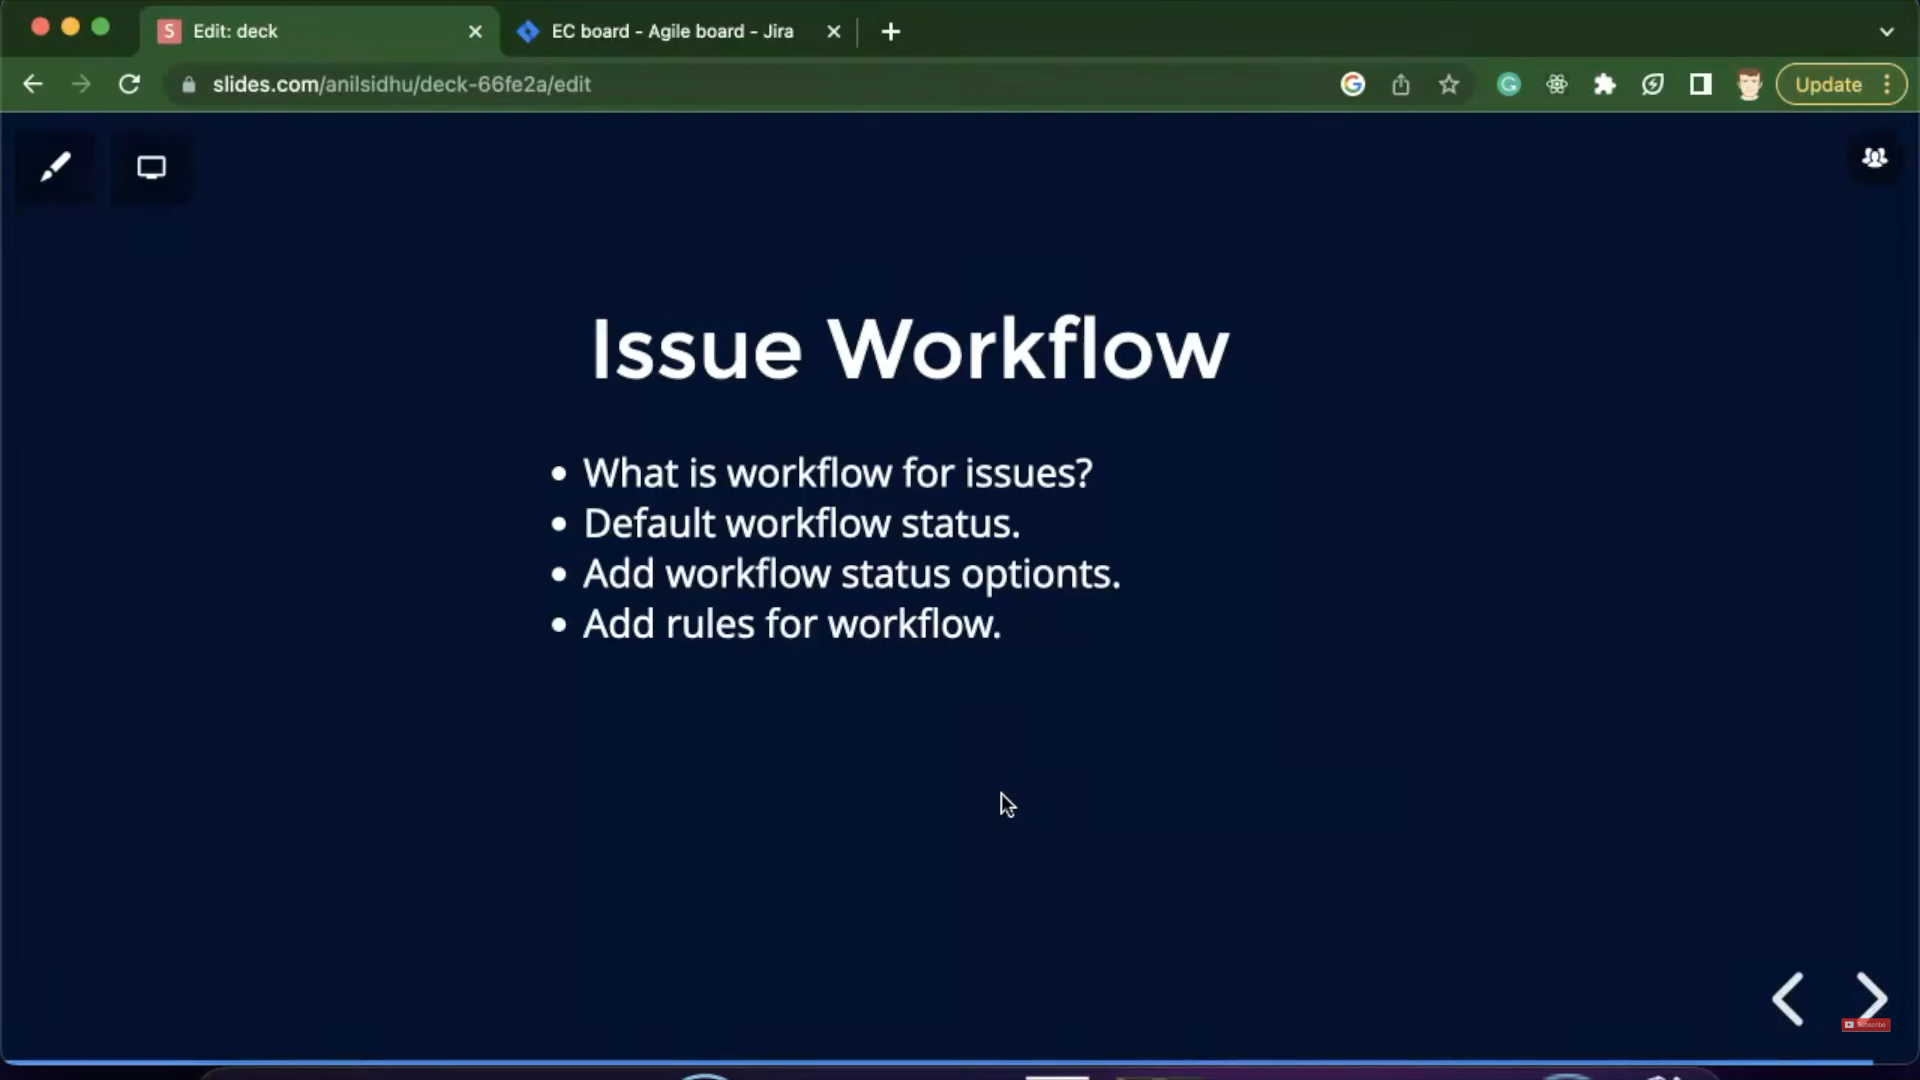 S Edit: deck
EC board - Agile board - Jira
slides.com/anilsidhu/deck-66fe2a/edit
Update
Issue Workflow
• What is workflow for issues?
• Default workflow status.
• Add workflow status optionts.
• Add rules for workflow.
Subscribe